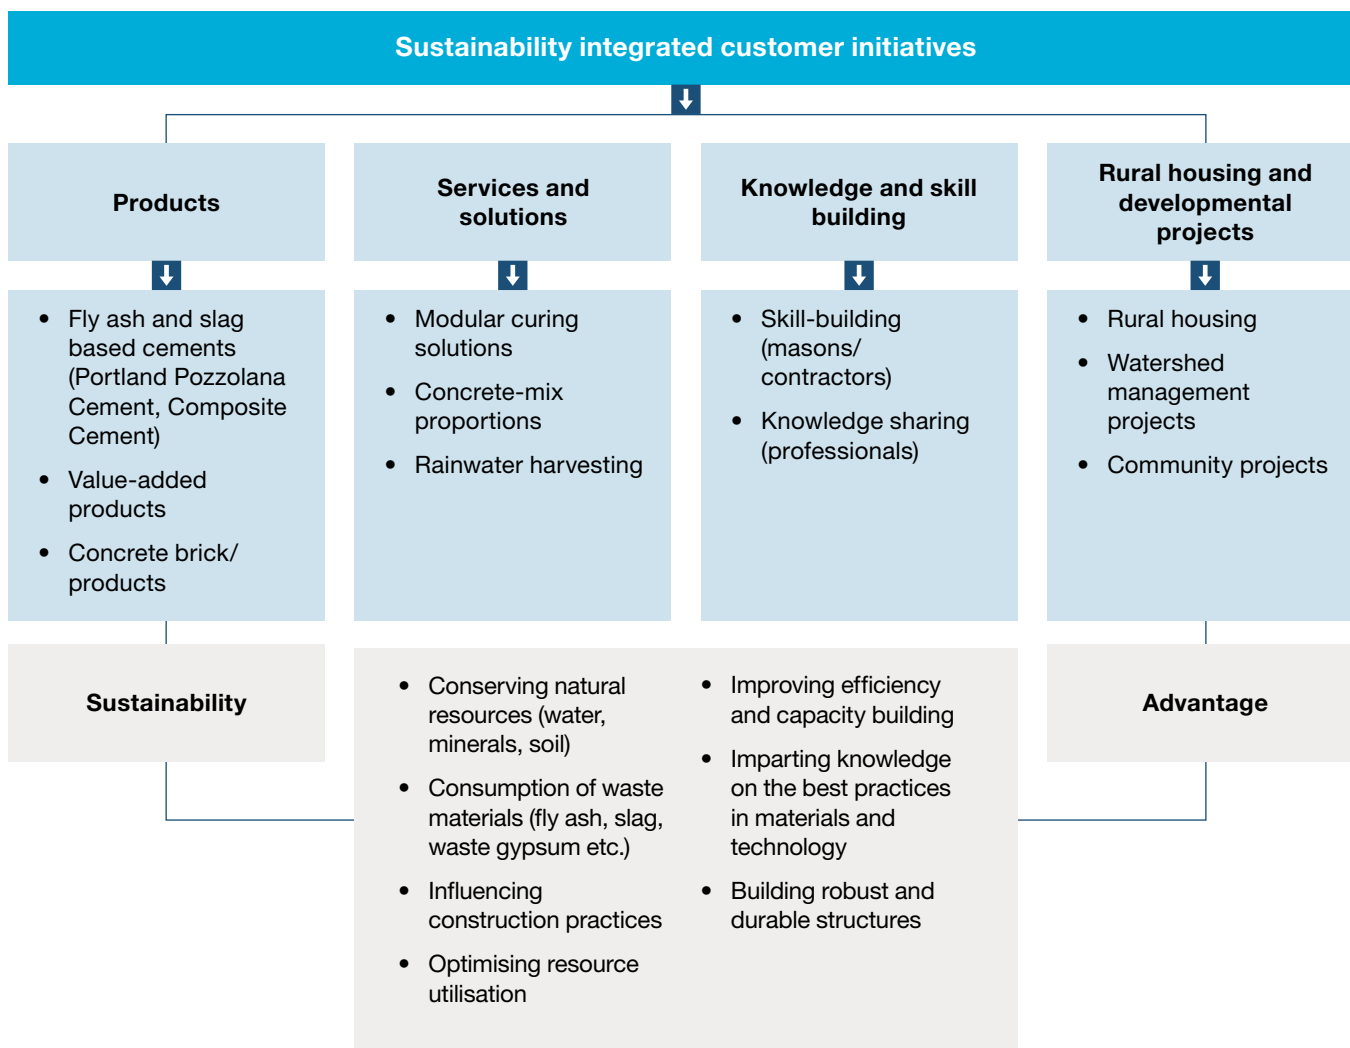 Sustainability integrated customer initiatives
Products
Services and
solutions
Knowledge and skill
building
Rural housing and
developmental
projects
• Fly ash and slag
based cements
(Portland Pozzolana
Cement, Composite
Cement)
• Value-added
products
• Concrete brick/
products
• Modular curing
solutions
• Concrete-mix
proportions
• Rainwater harvesting
• Skill-building
(masons/
contractors)
• Knowledge sharing
(professionals)
• Rural housing
• Watershed
management
projects
• Community projects
Sustainability
• Conserving natural
resources (water,
minerals, soil)
• Consumption of waste
materials (fly ash, slag,
waste gypsum etc.)
• Influencing
construction practices
• Optimising resource
utilisation
• Improving efficiency
and capacity building
• Imparting knowledge
on the best practices
in materials and
technology
• Building robust and
durable structures
Advantage